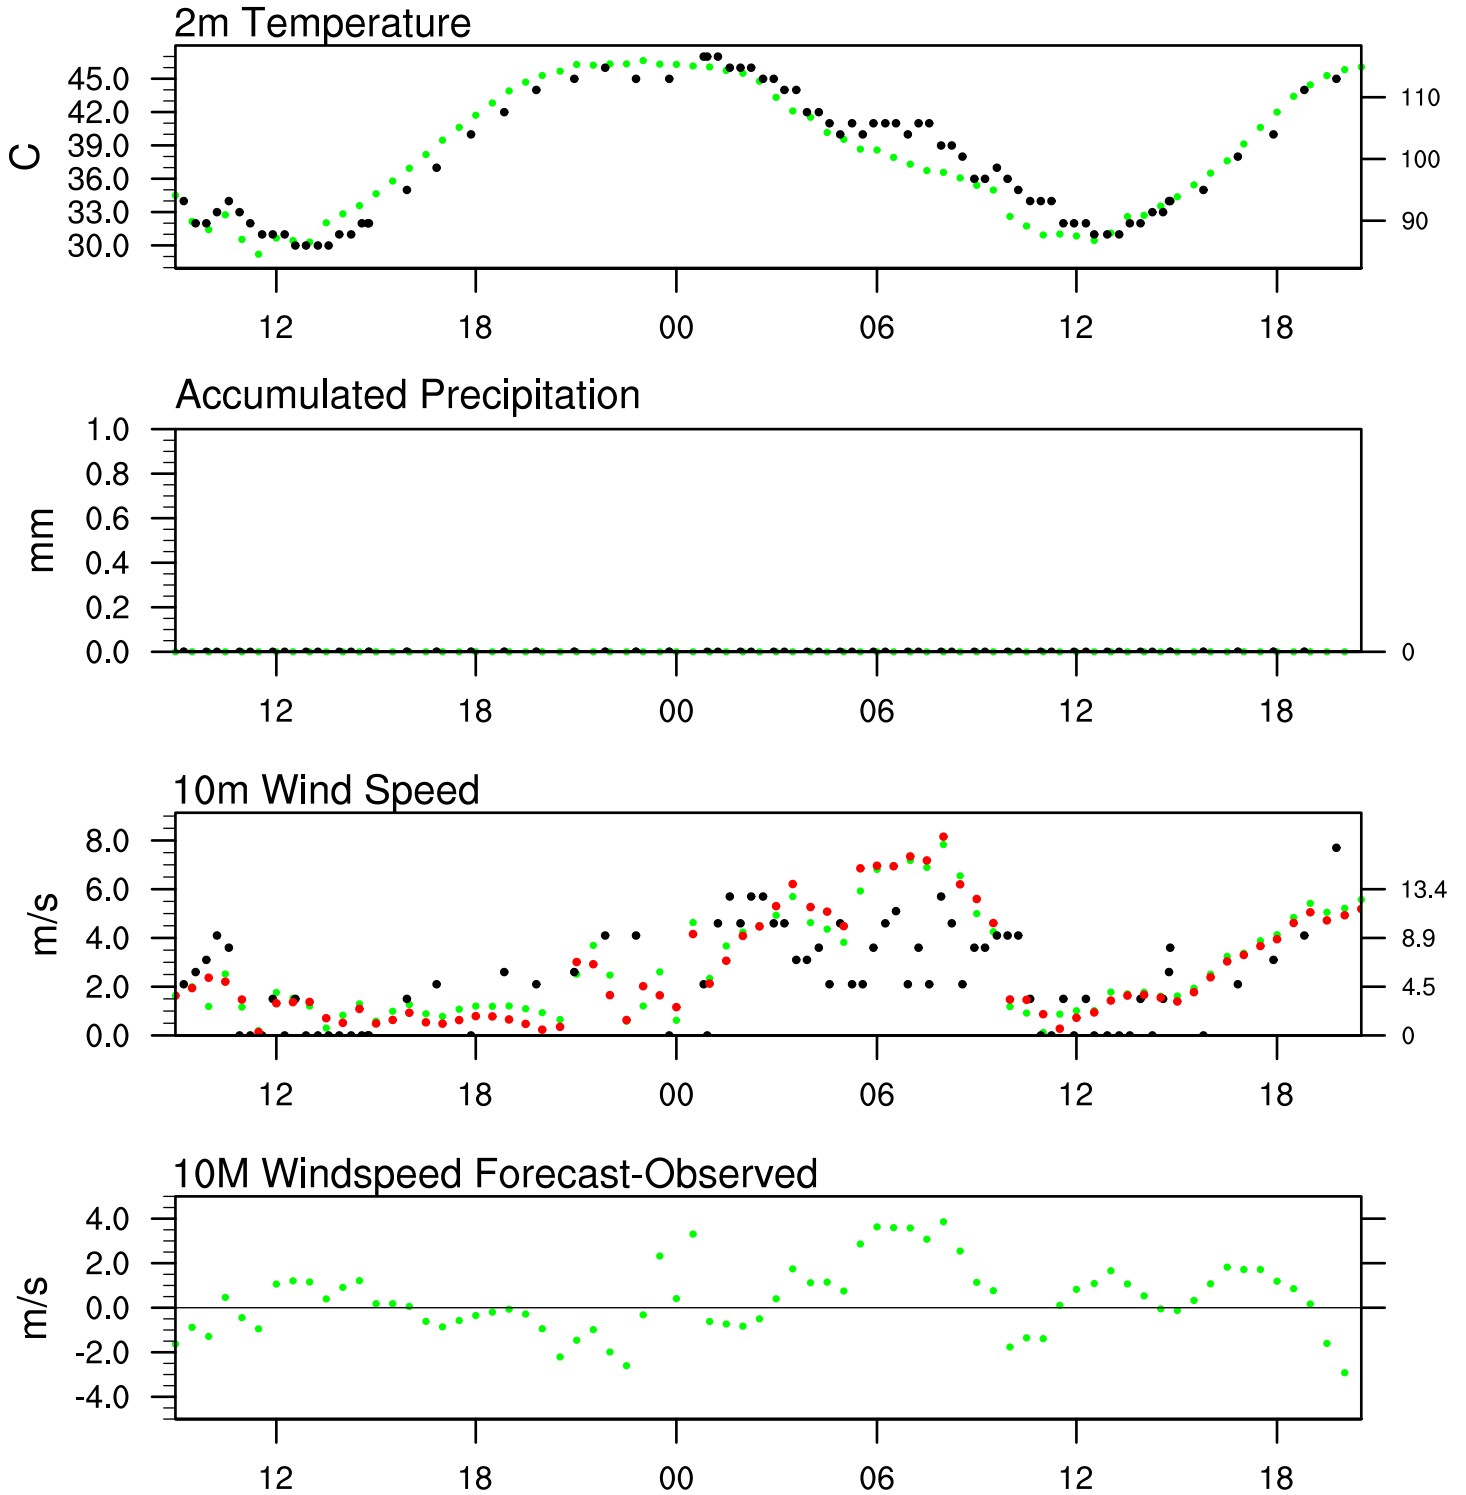 2m Temperature
45.0
42.0
39.0
36.0
33.0
30.0
C
110
100
90
12 18 00 06 12 18
Accumulated Precipitation
1.0
0.8
0.6
0.4
0.2
0.0
mm
0
12 18 00 06 12 18
10m Wind Speed
8.0
6.0
4.0
2.0
0.0
m/s
13.4
8.9
4.5
0
12 18 00 06 12 18
10M Windspeed Forecast-Observed
4.0
2.0
0.0
-2.0
-4.0
m/s
12 18 00 06 12 18